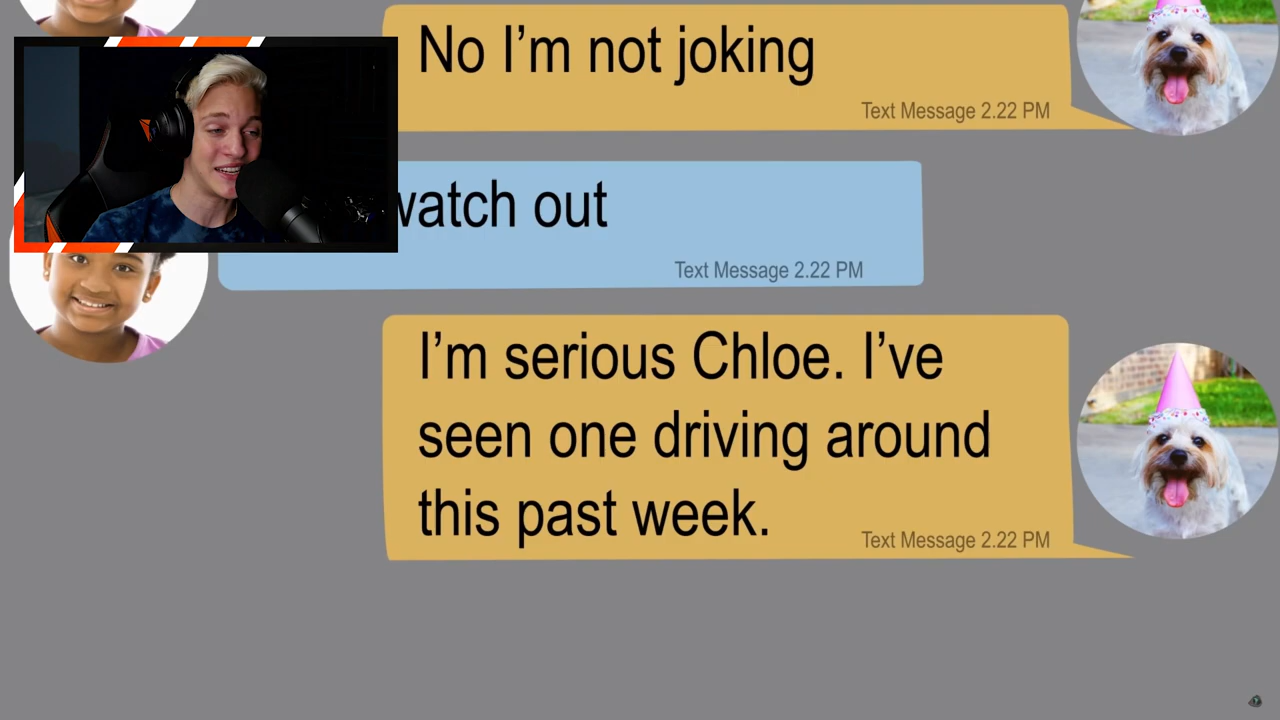 No I'm not joking
Text Message 2.22 PM
watch out
Text Message 2.22 PM
I'm serious Chloe. I've
seen one driving around
this past week.
Text Message 2.22 PM